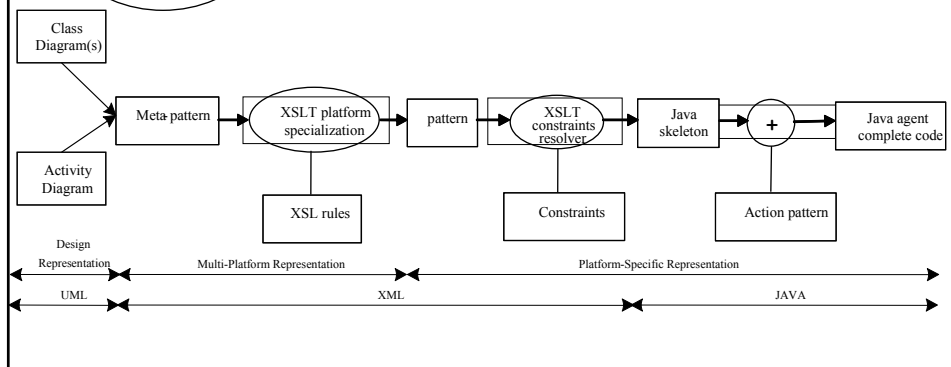 Class
Diagram(s)
Meta-pattern
XSLT platform
specialization
pattern
XSLT
constraints
resolver
Java
skeleton
+
Java agent
complete code
Activity
Diagram
XSL rules
Constraints
Action pattern
Design
Representation
Multi-Platform Representation
Platform-Specific Representation
UML
XML
JAVA